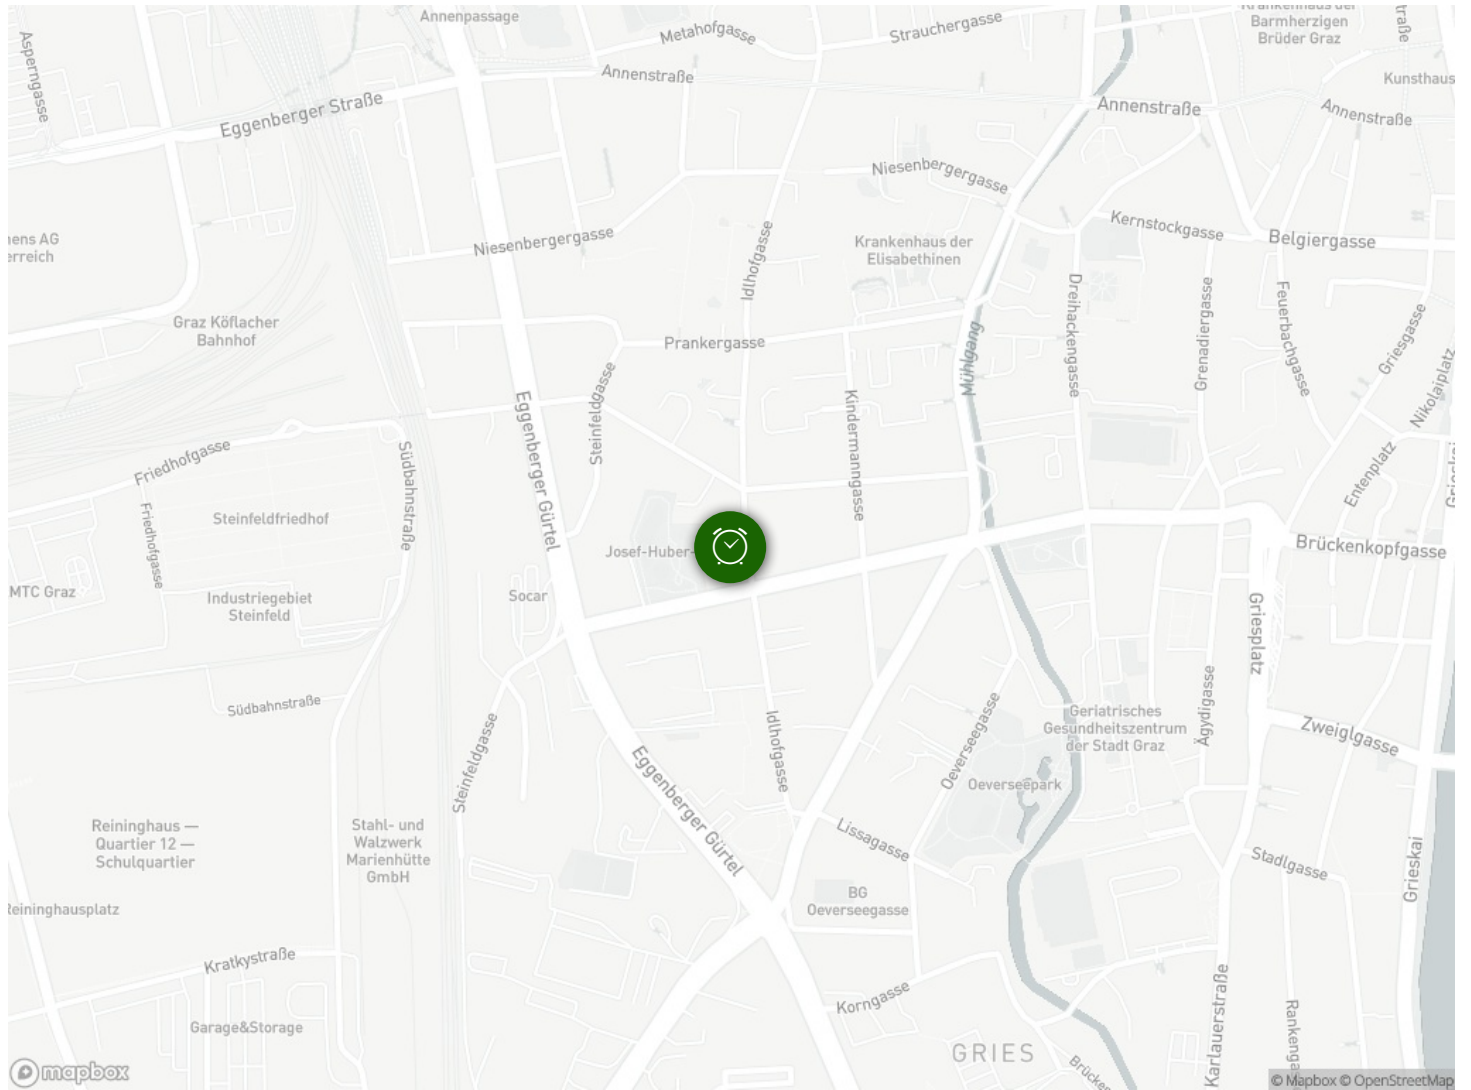 Annenpassage
Metahofgasse
Strauchergasse
Barmherzigen
Brüder Graz
Asperngasse
Annenstraße
Kunsthaus
Eggenberger Straße
Annenstraße
Annenstraße
Niesenbergergasse
Kernstockgasse
Belgiergasse
Niesenbergergasse
Krankenhaus der
Elisabethinen
Idlhofgasse
Dreihackengasse
Grenadiergasse
Feuerbachgasse
Griesgasse
Graz Köflacher
Bahnhof
Prankergasse
Mühlgang
Nikolaiplatz
Steinfeldgasse
Kindermanngasse
Eggenberger Gürtel
Friedhofgasse
Südbahnstraße
Entenplatz
Steinfeldfriedhof
Friedhofgasse
Josef-Huber-
Brückenkopfgasse
MTC Graz
Industriegebiet
Steinfeld
Socar
Griesplatz
Südbahnstraße
Ägydigasse
Geriatrisches
Gesundheitszentrum
der Stadt Graz
Zweiglgasse
Steinfeldgasse
Idlhofgasse
Oeverseegasse
Oeverseepark
Eggenberger Gürtel
Reininghaus —
Quartier 12 —
Schulquartier
Stahl- und
Walzwerk
Marienhütte
GmbH
Lissagasse
Stadlgasse
Grieskai
BG
Oeverseegasse
Reininghausplatz
Kratkystraße
Korngasse
Karlauerstraße
Garage&Storage
GRIES
mapbox
© Mapbox © OpenStreetMap